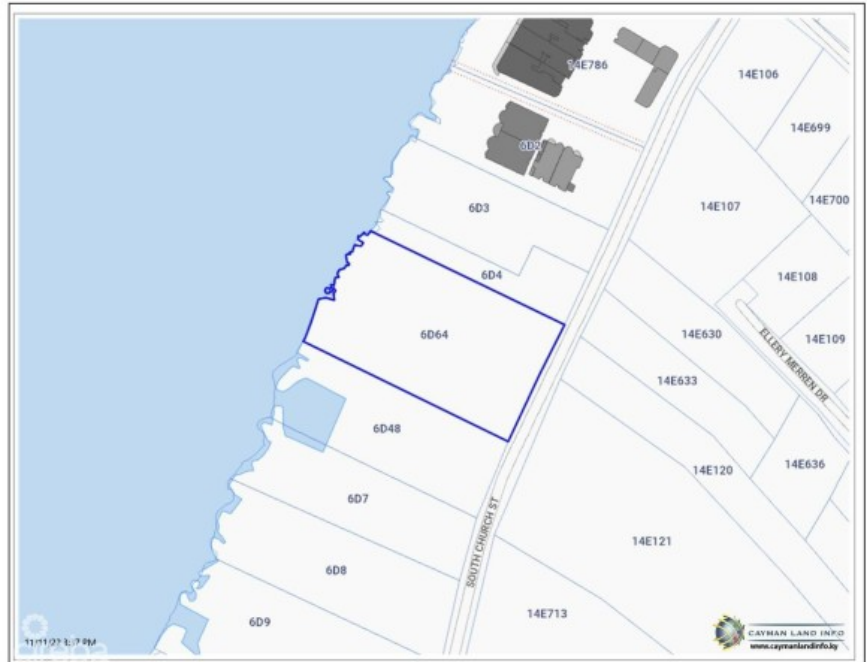 14E786
14E106
14E699
6D2
14E700
6D3
14E107
6D4
14E108
6D64
14E630
14E109
ELLERY MERREN DR
14E633
6D48
14E120
14E636
6D7
SOUTH CHURCH ST
14E121
6D8
14E713
6D9
CAYMAN LAND INFO
www.caymanlandinfo.ky